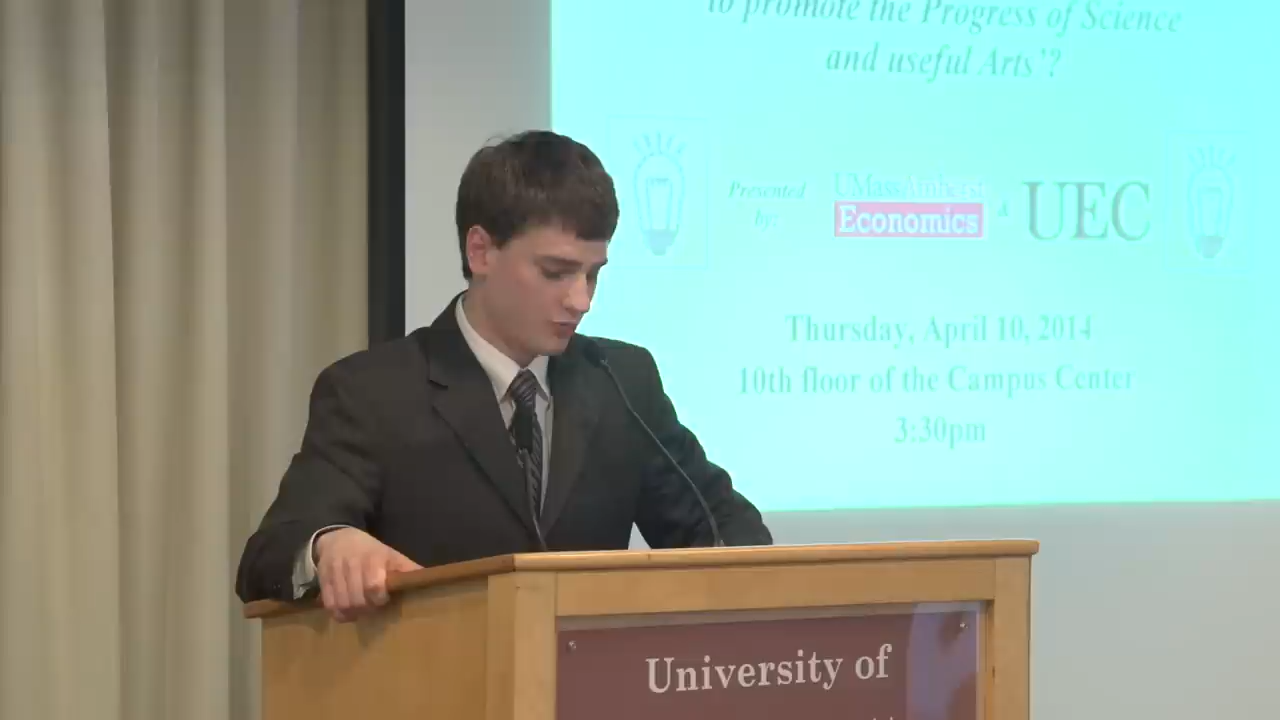 to promote the Progress of Science
and useful Arts'?
Presented
by:
UMassAmherst
Economics
&
UEC
Thursday, April 10, 2014
10th floor of the Campus Center
3:30pm
University of